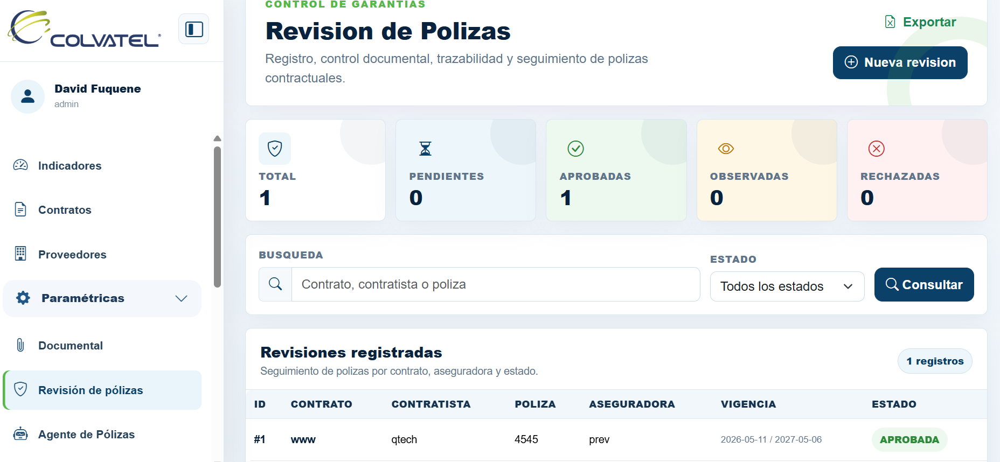 COLVATEL®
David Fuquene
admin
Indicadores
Contratos
Proveedores
Paramétricas
Documental
Revisión de pólizas
Agente de Pólizas
CONTROL DE GARANTIAS
Revision de Polizas
Registro, control documental, trazabilidad y seguimiento de polizas
contractuales.
Exportar
Nueva revision
TOTAL
1
PENDIENTES
0
APROBADAS
1
OBSERVADAS
0
RECHAZADAS
0
BUSQUEDA
Contrato, contratista o poliza
ESTADO
Todos los estados
Consultar
Revisiones registradas
Seguimiento de polizas por contrato, aseguradora y estado.
1 registros
ID CONTRATO CONTRATISTA POLIZA ASEGURADORA VIGENCIA ESTADO
#1 www qtech 4545 prev 2026-05-11 / 2027-05-06 APROBADA